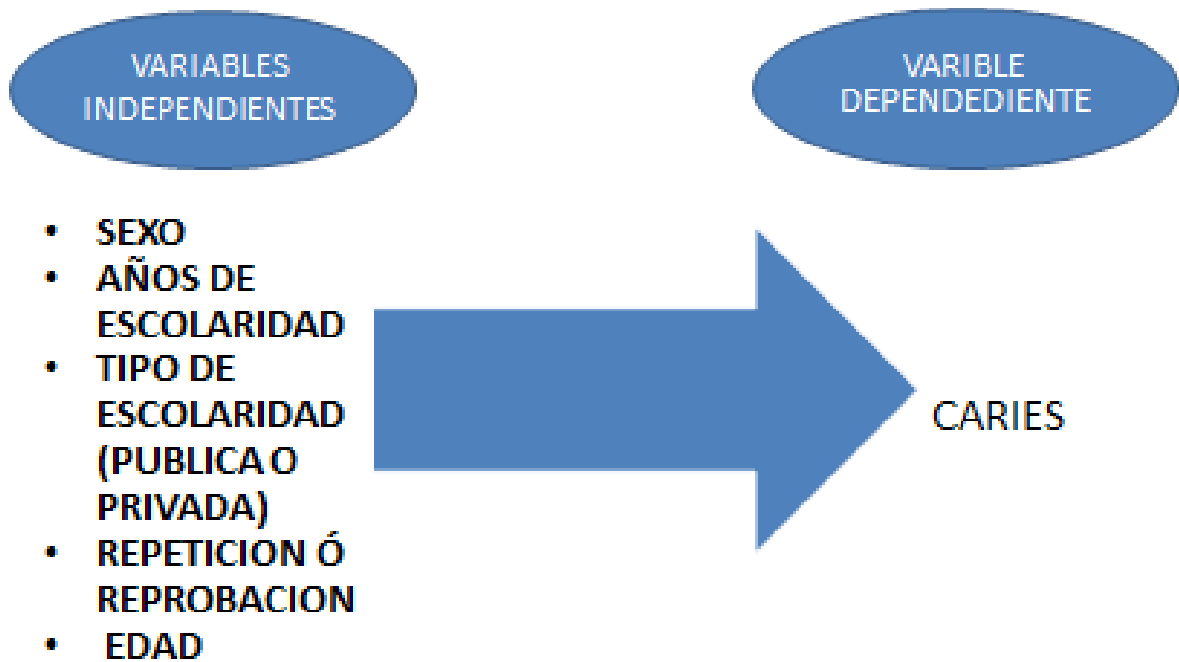 VARIABLES
INDEPENDIENTES
VARIBLE
DEPENDEDIENTE
• SEXO
• AÑOS DE
ESCOLARIDAD
• TIPO DE
ESCOLARIDAD
(PUBLICA O
PRIVADA)
• REPETICION Ó
REPROBACION
• EDAD
CARIES